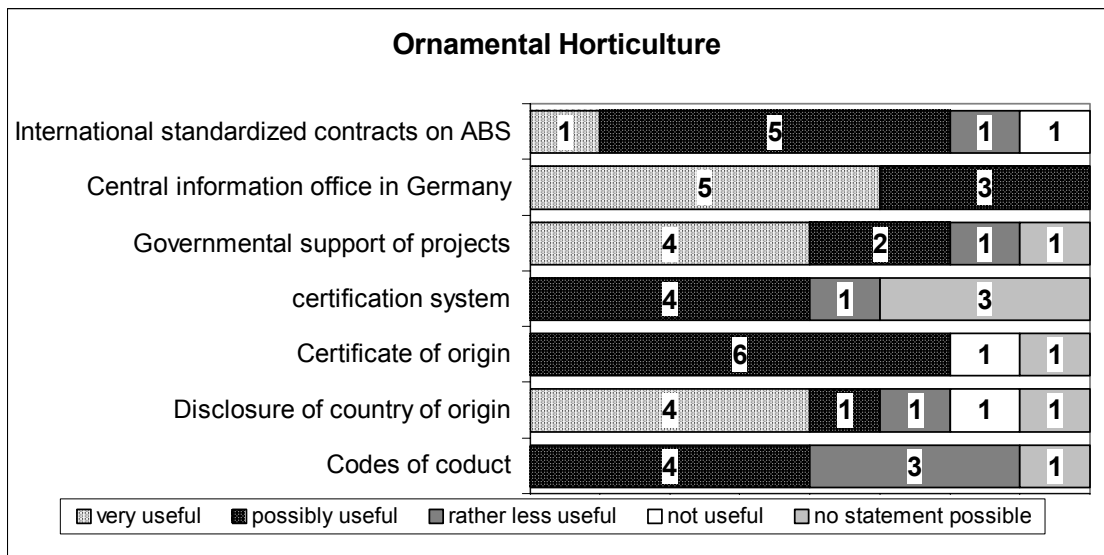 Ornamental Horticulture
International standardized contracts on ABS 1 5 1 1
Central information office in Germany 5 3
Governmental support of projects 4 2 1 1
certification system 4 1 3
Certificate of origin 6 1 1
Disclosure of country of origin 4 1 1 1 1
Codes of coduct 4 3 1
very useful possibly useful rather less useful not useful no statement possible